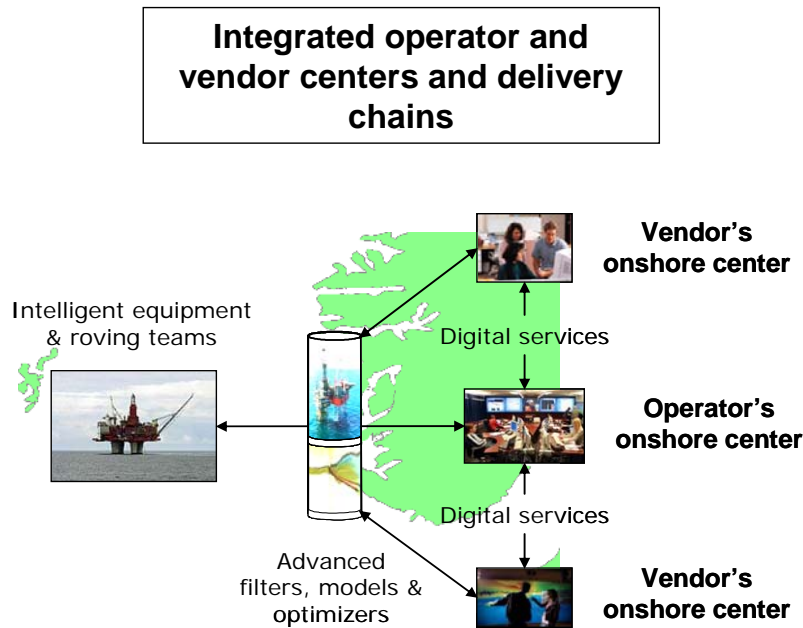 Integrated operator and
vendor centers and delivery
chains
Vendor's
onshore center
Intelligent equipment
& roving teams
Digital services
Operator's
onshore center
Digital services
Advanced
filters, models &
optimizers
Vendor's
onshore center